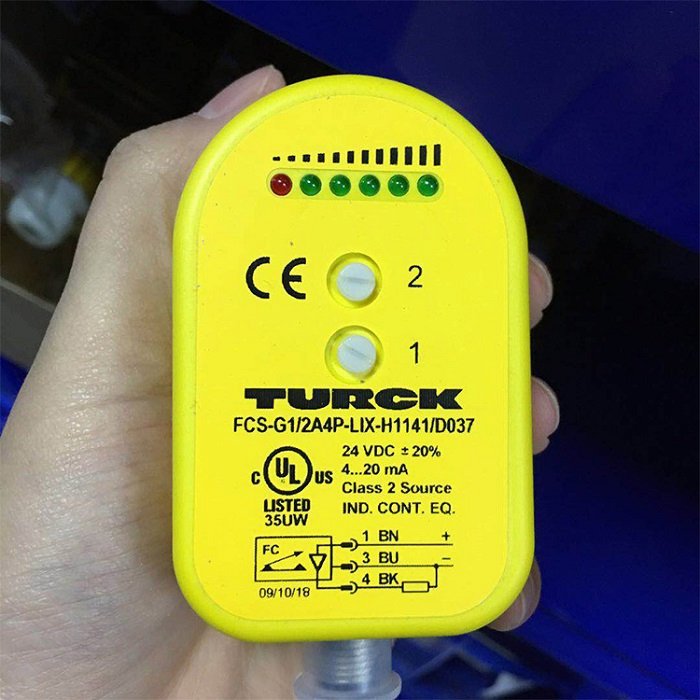 CE 2
1
TURCK
FCS-G1/2A4P-LIX-H1141/D037
24 VDC ± 20%
4...20 mA
Class 2 Source
IND. CONT. EQ.
C UL US
LISTED
35UW
FC
1 BN +
3 BU –
4 BK
09/10/18